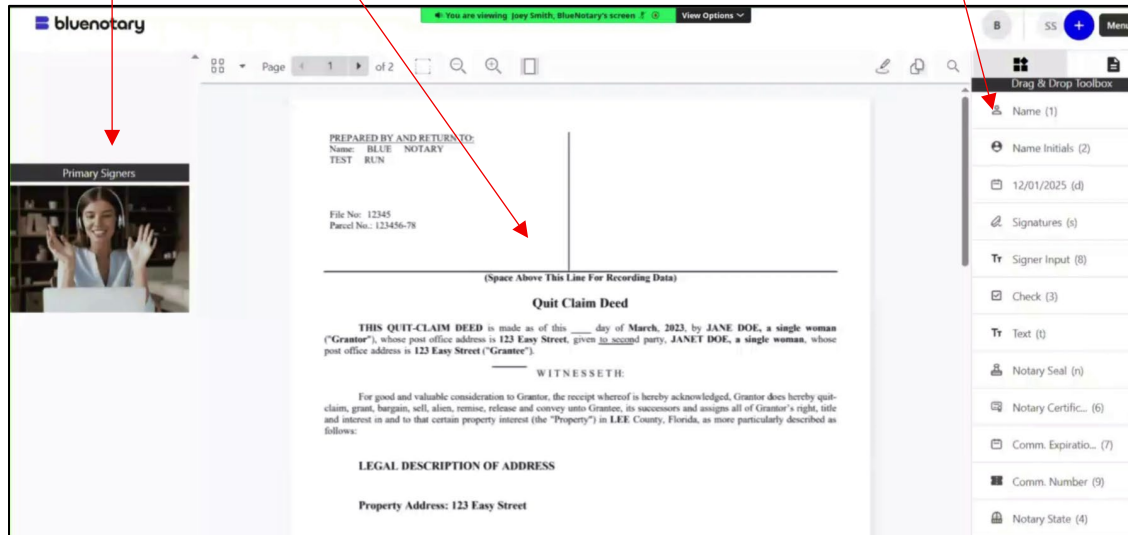 bluenotary
You are viewing Joey Smith, BlueNotary's screen
View Options
B
SS
+
Menu
Page
1
of 2
Drag & Drop Toolbox
Name (1)
Name Initials (2)
12/01/2025 (d)
Signatures (s)
Tr Signer Input (8)
Check (3)
Tr Text (t)
Notary Seal (n)
Notary Certific... (6)
Comm. Expiratio... (7)
Comm. Number (9)
Notary State (4)
Primary Signers
PREPARED BY AND RETURN TO:
Name: BLUE NOTARY
TEST RUN
File No: 12345
Parcel No.: 123456-78
(Space Above This Line For Recording Data)
Quit Claim Deed
THIS QUIT-CLAIM DEED is made as of this ____ day of March, 2023, by JANE DOE, a single woman
("Grantor"), whose post office address is 123 Easy Street, given to second party, JANET DOE, a single woman, whose
post office address is 123 Easy Street ("Grantee").
WITNESSETH:
For good and valuable consideration to Grantor, the receipt whereof is hereby acknowledged, Grantor does hereby quit-
claim, grant, bargain, sell, alien, remise, release and convey unto Grantee, its successors and assigns all of Grantor's right, title
and interest in and to that certain property interest (the "Property") in LEE County, Florida, as more particularly described as
follows:
LEGAL DESCRIPTION OF ADDRESS
Property Address: 123 Easy Street